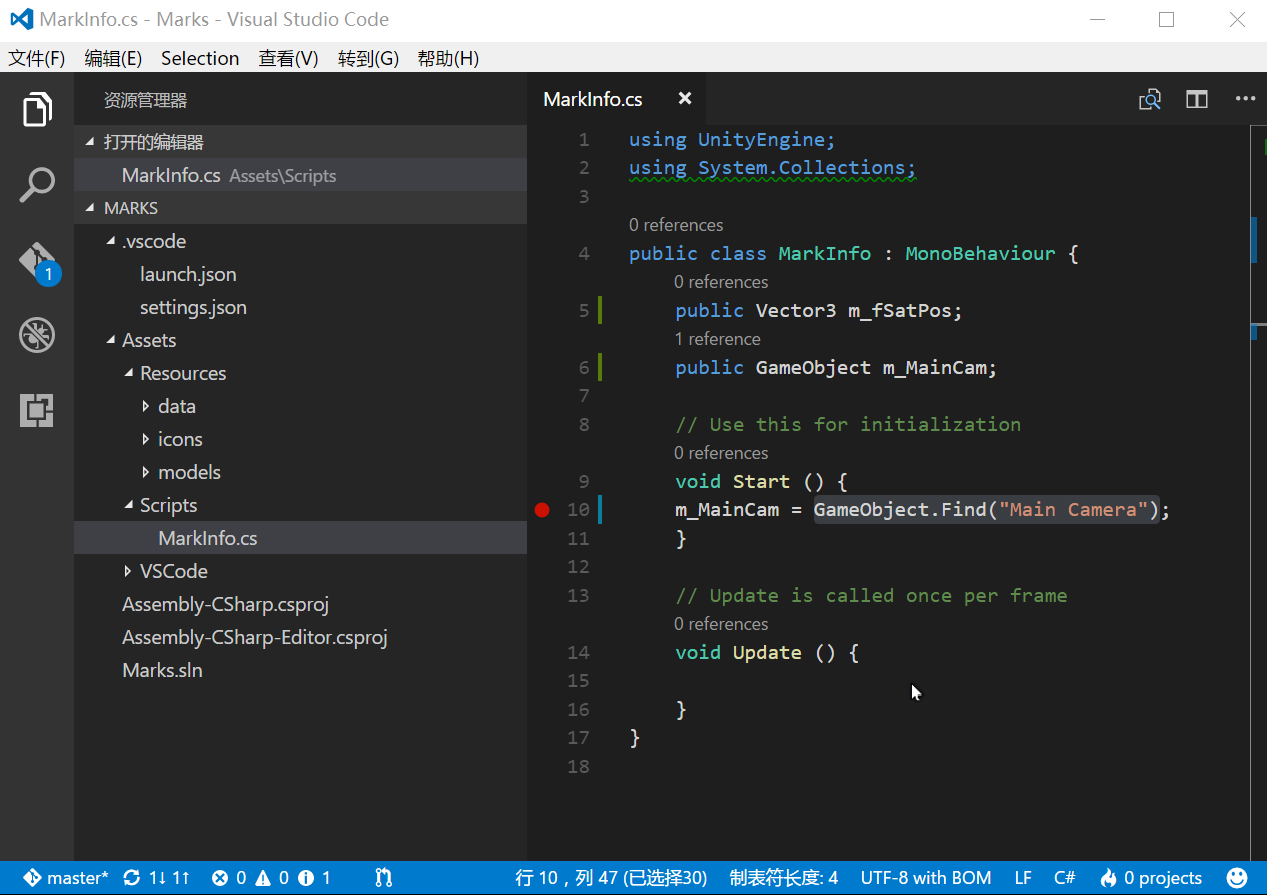 MarkInfo.cs - Marks - Visual Studio Code
文件(F) 编辑(E) Selection 查看(V) 转到(G) 帮助(H)
资源管理器
打开的编辑器
MarkInfo.cs Assets\Scripts
MARKS
.vscode
launch.json
settings.json
Assets
Resources
data
icons
models
Scripts
MarkInfo.cs
VSCode
Assembly-CSharp.csproj
Assembly-CSharp-Editor.csproj
Marks.sln
1
MarkInfo.cs
1 using UnityEngine;
2 using System.Collections;
3
0 references
4 public class MarkInfo : MonoBehaviour {
0 references
5 public Vector3 m_fSatPos;
1 reference
6 public GameObject m_MainCam;
7
8 // Use this for initialization
0 references
9 void Start () {
10 m_MainCam = GameObject.Find("Main Camera");
11 }
12
13 // Update is called once per frame
0 references
14 void Update () {
15
16 }
17 }
18
master* 1↓ 1↑ 0 0 1 行 10，列 47 (已选择30) 制表符长度: 4 UTF-8 with BOM LF C# 0 projects